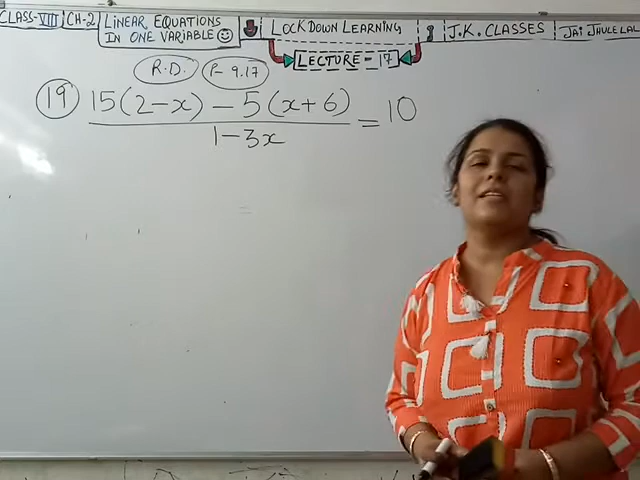 CLASS-VIII CH-2 LINEAR EQUATIONS IN ONE VARIABLE☺ LOCKDOWN LEARNING J.K. CLASSES JAI JHULELAL
LECTURE - 17
R.D. P- 9.17
19 15(2-x) - 5(x+6)
= 10
1-3x